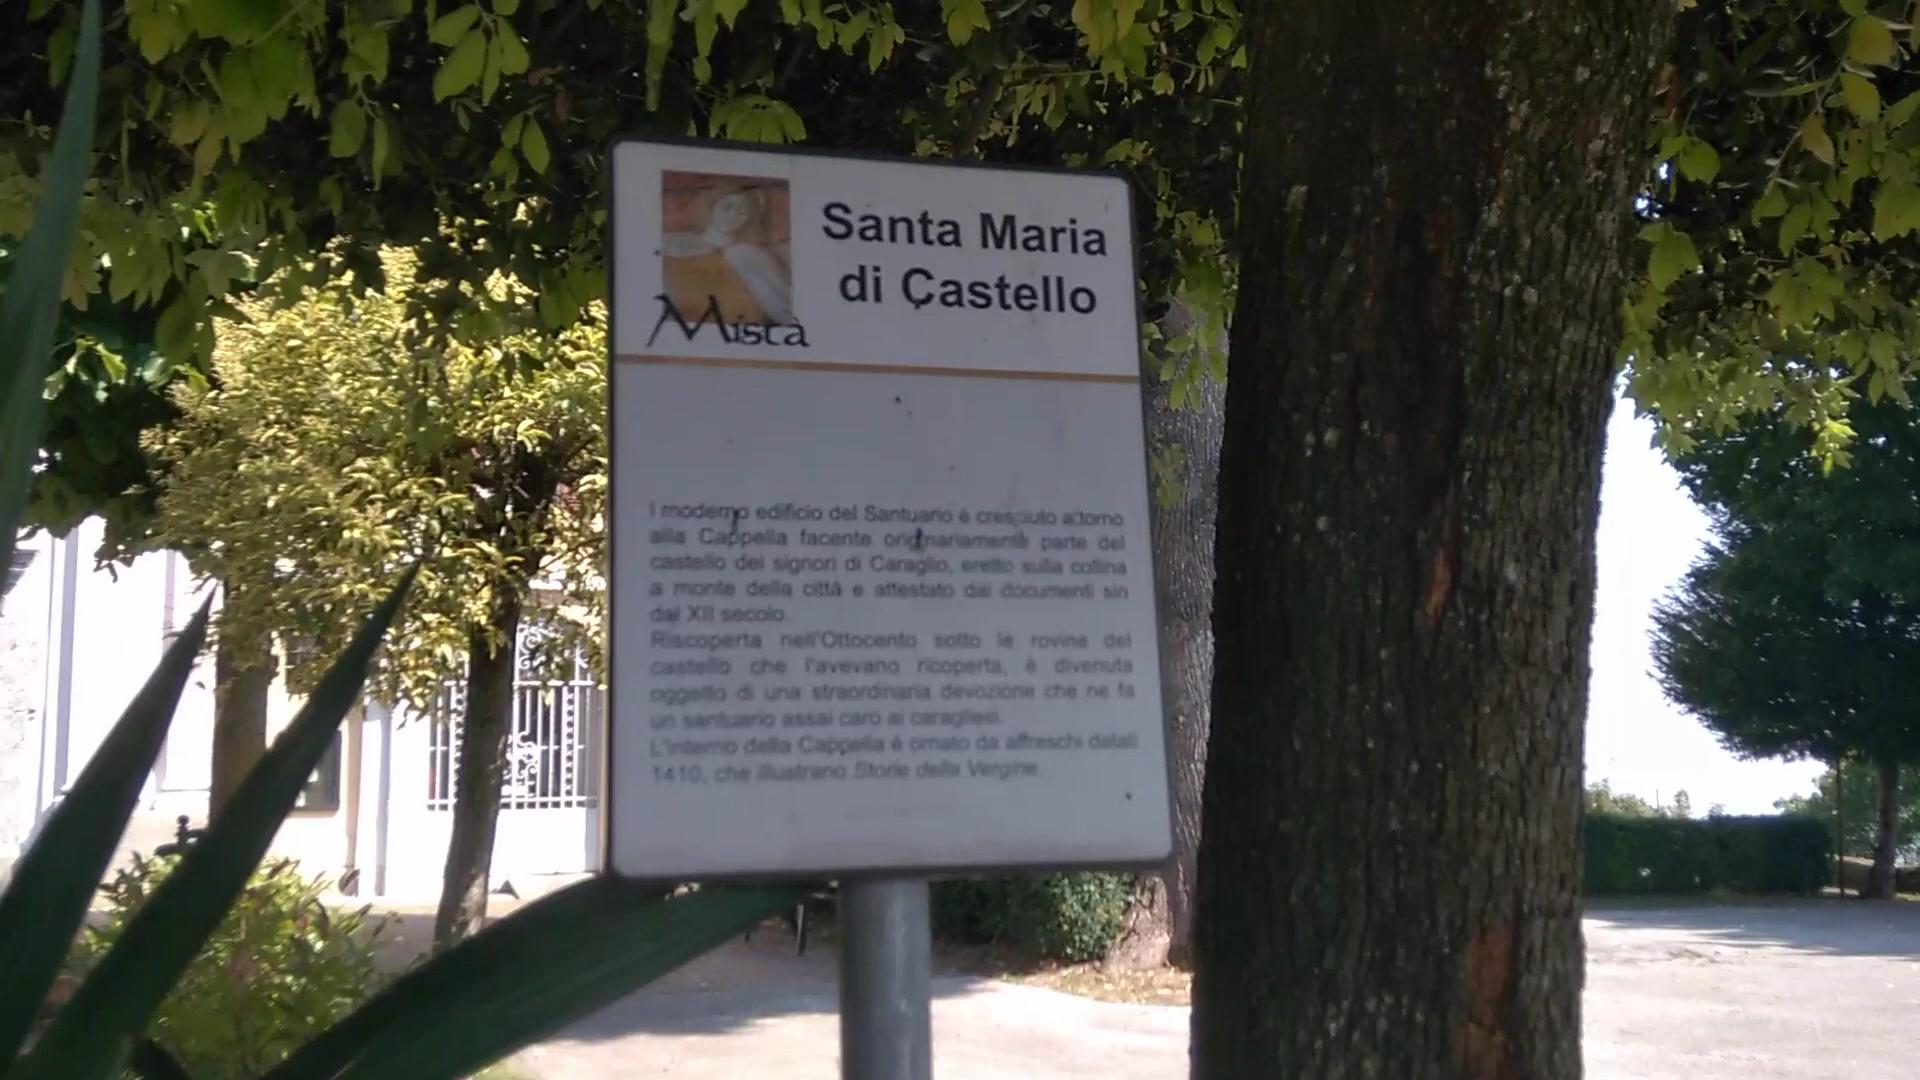 Santa Maria
di Castello
Mistà
l moderno edificio del Santuario è cresciuto attorno
alla Cappella facente originariamente parte del
castello dei signori di Caraglio, eretto sulla collina
a monte della città e attestato dai documenti sin
dal XII secolo.
Riscoperta nell'Ottocento sotto le rovine del
castello che l'avevano ricoperta, è divenuta
oggetto di una straordinaria devozione che ne fa
un santuario assai caro ai caragliesi.
L'interno della Cappella è ornato da affreschi datati
1410, che illustrano Storie della Vergine.